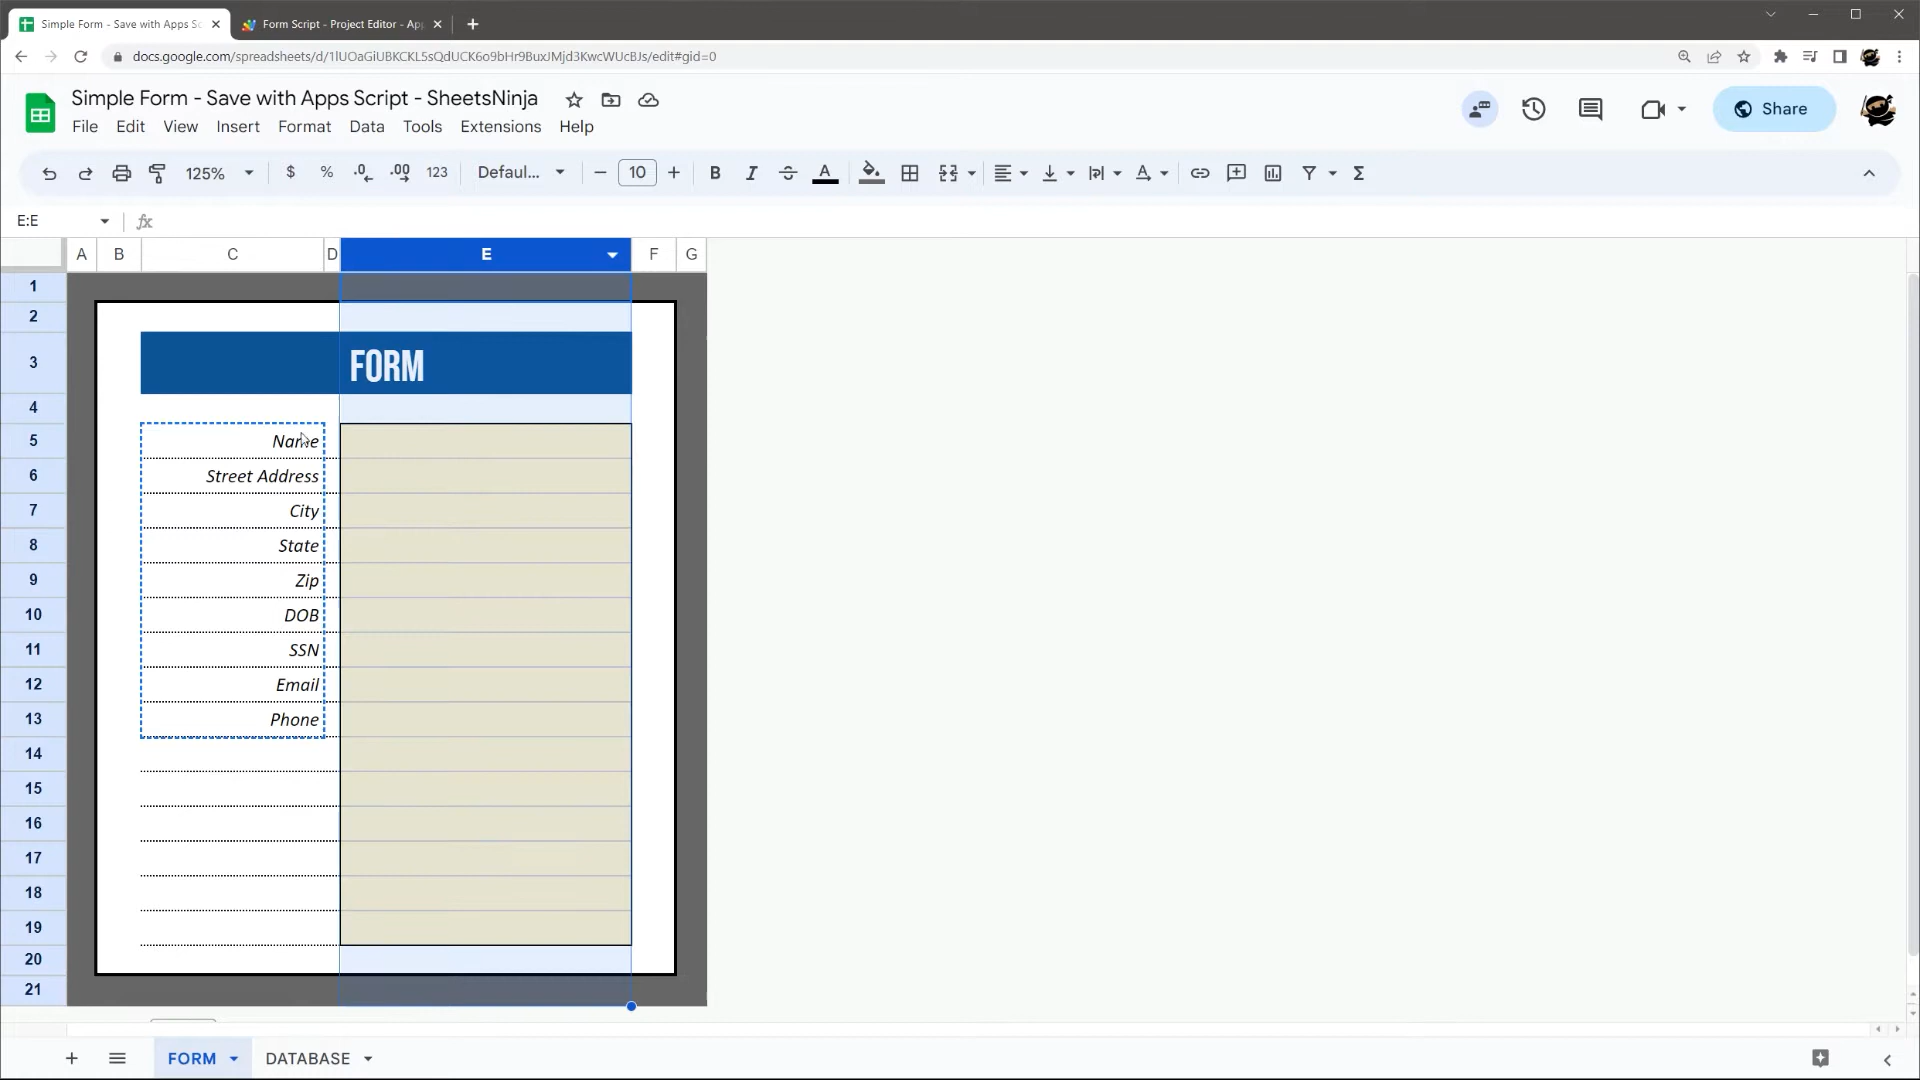 Simple Form - Save with Apps Sc
Form Script - Project Editor - Ap
docs.google.com/spreadsheets/d/1lUOaGiUBKCKL5sQdUCK6o9bHr9BuxJMjd3KwcWUcBJs/edit#gid=0
Simple Form - Save with Apps Script - SheetsNinja
File Edit View Insert Format Data Tools Extensions Help
Share
125% $ % .0 .00 123 Defaul... 10 B I S A
E:E fx
A B C D E F G
1
2
3 FORM
4
5 Name
6 Street Address
7 City
8 State
9 Zip
10 DOB
11 SSN
12 Email
13 Phone
14
15
16
17
18
19
20
21
FORM DATABASE